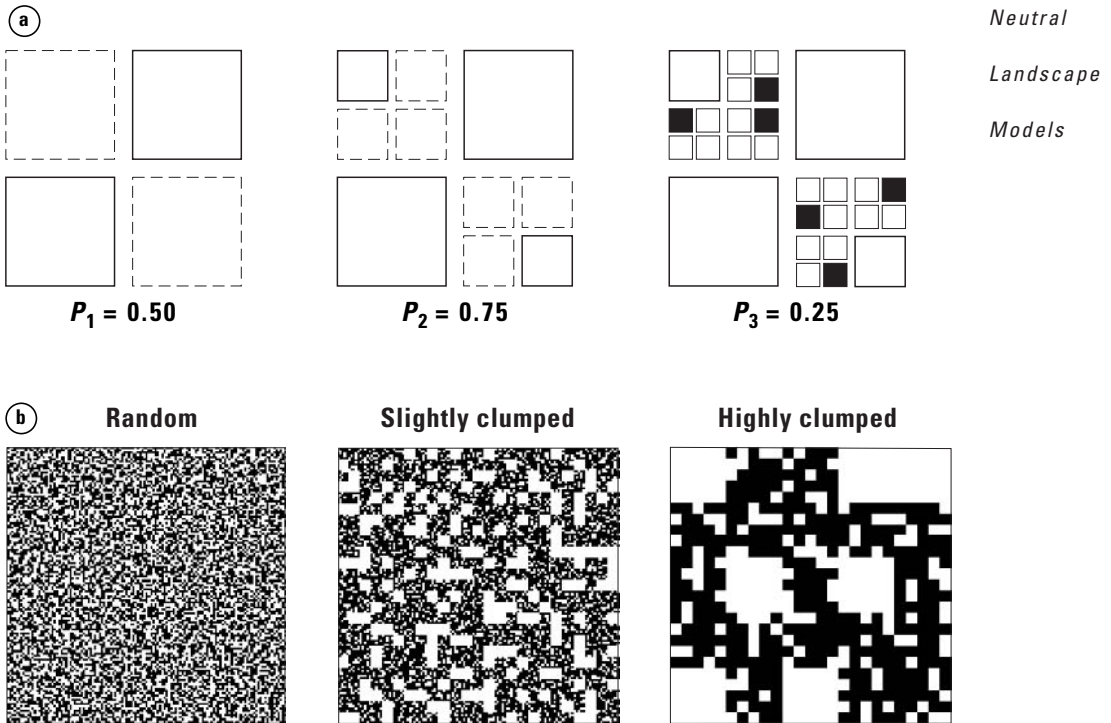 a
Neutral
Landscape
Models
P1 = 0.50
P2 = 0.75
P3 = 0.25
b
Random
Slightly clumped
Highly clumped